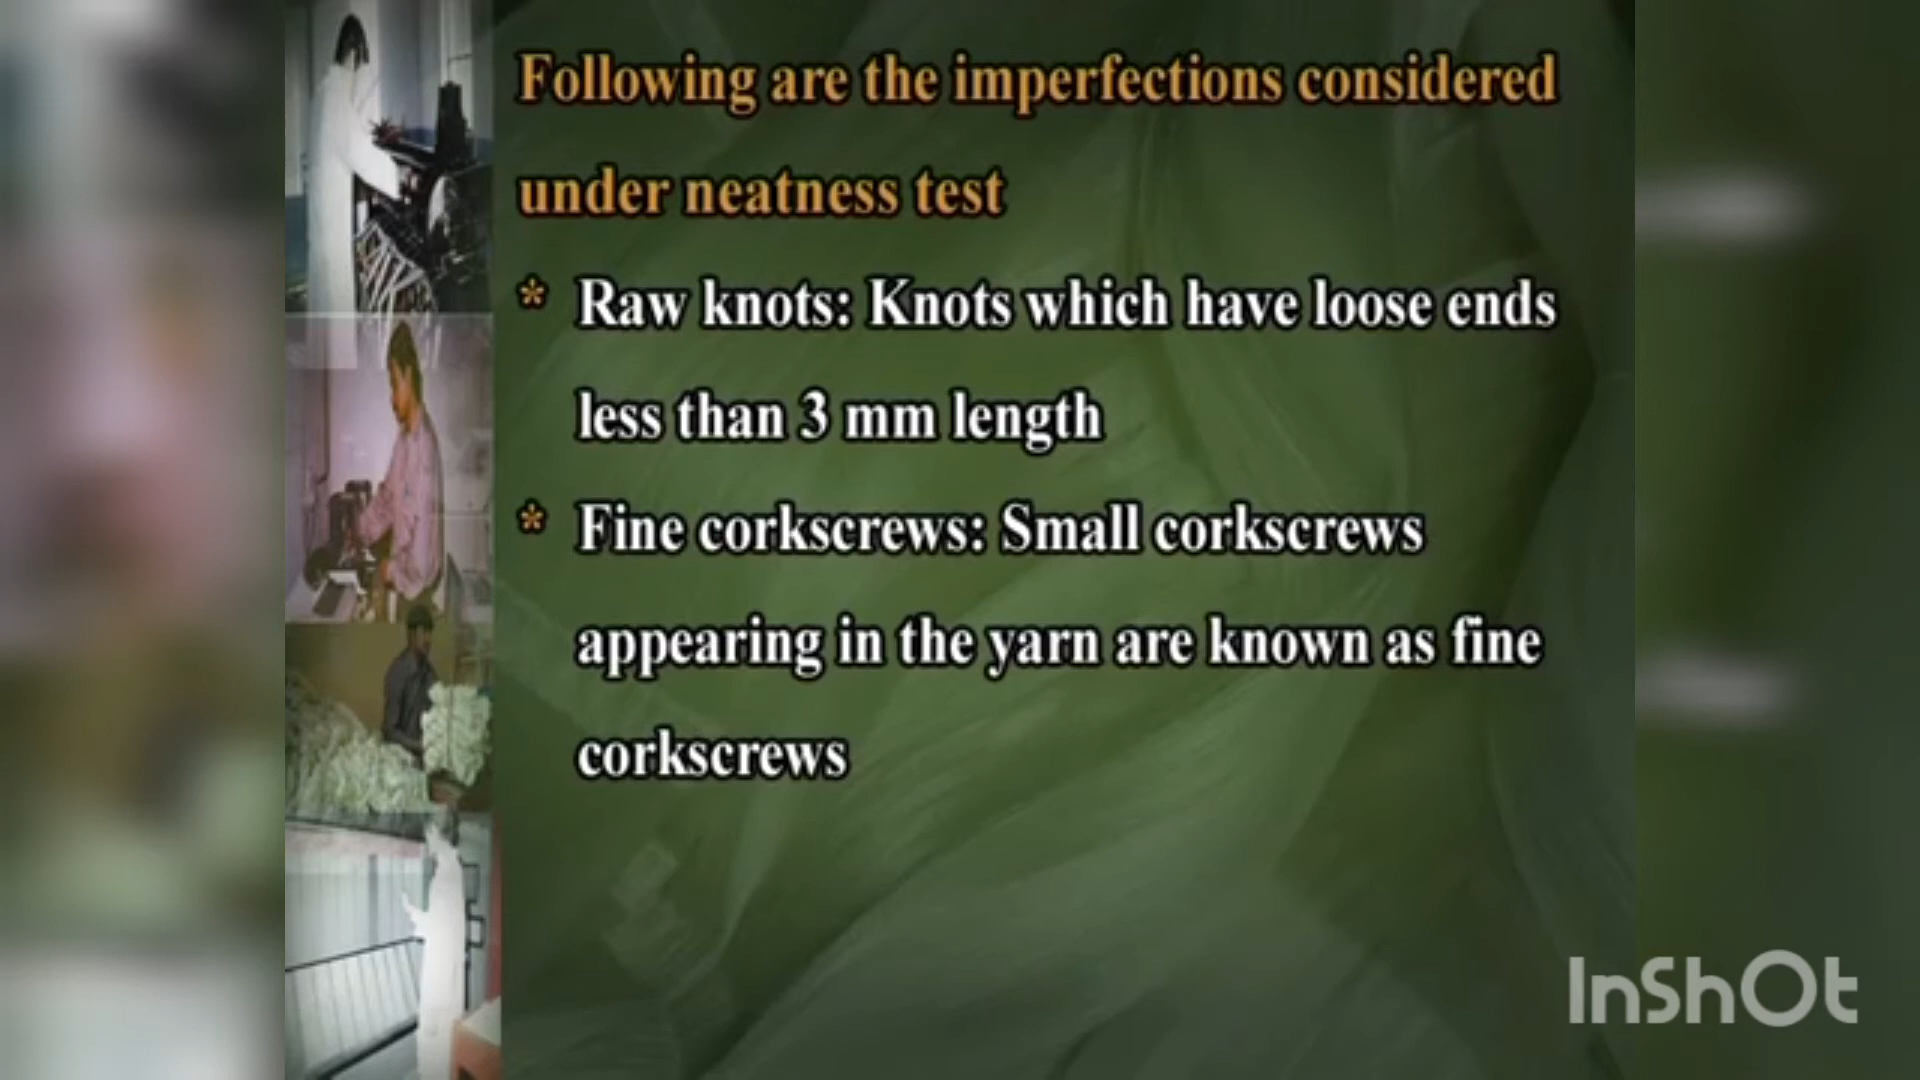 Following are the imperfections considered
under neatness test
* Raw knots: Knots which have loose ends
less than 3 mm length
* Fine corkscrews: Small corkscrews
appearing in the yarn are known as fine
corkscrews
InShOt